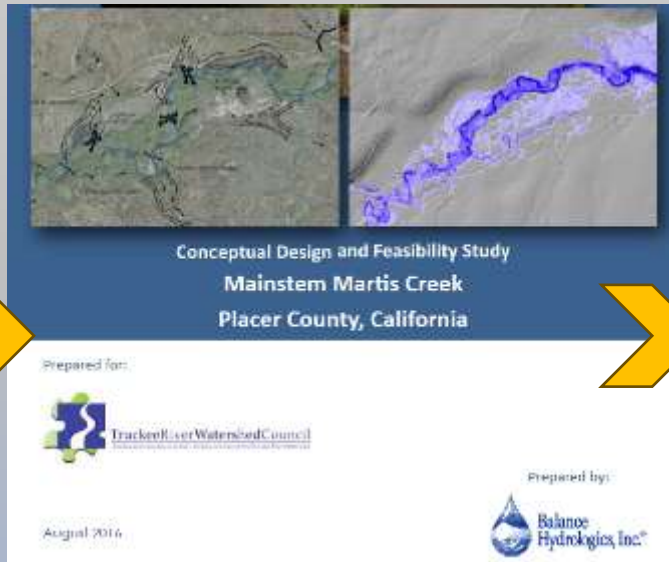 Conceptual Design and Feasibility Study
Mainstem Martis Creek
Placer County, California
Prepared for:
TruckeeRiverWatershedCouncil
August 2016
Prepared by:
Balance
Hydrologics, Inc.®